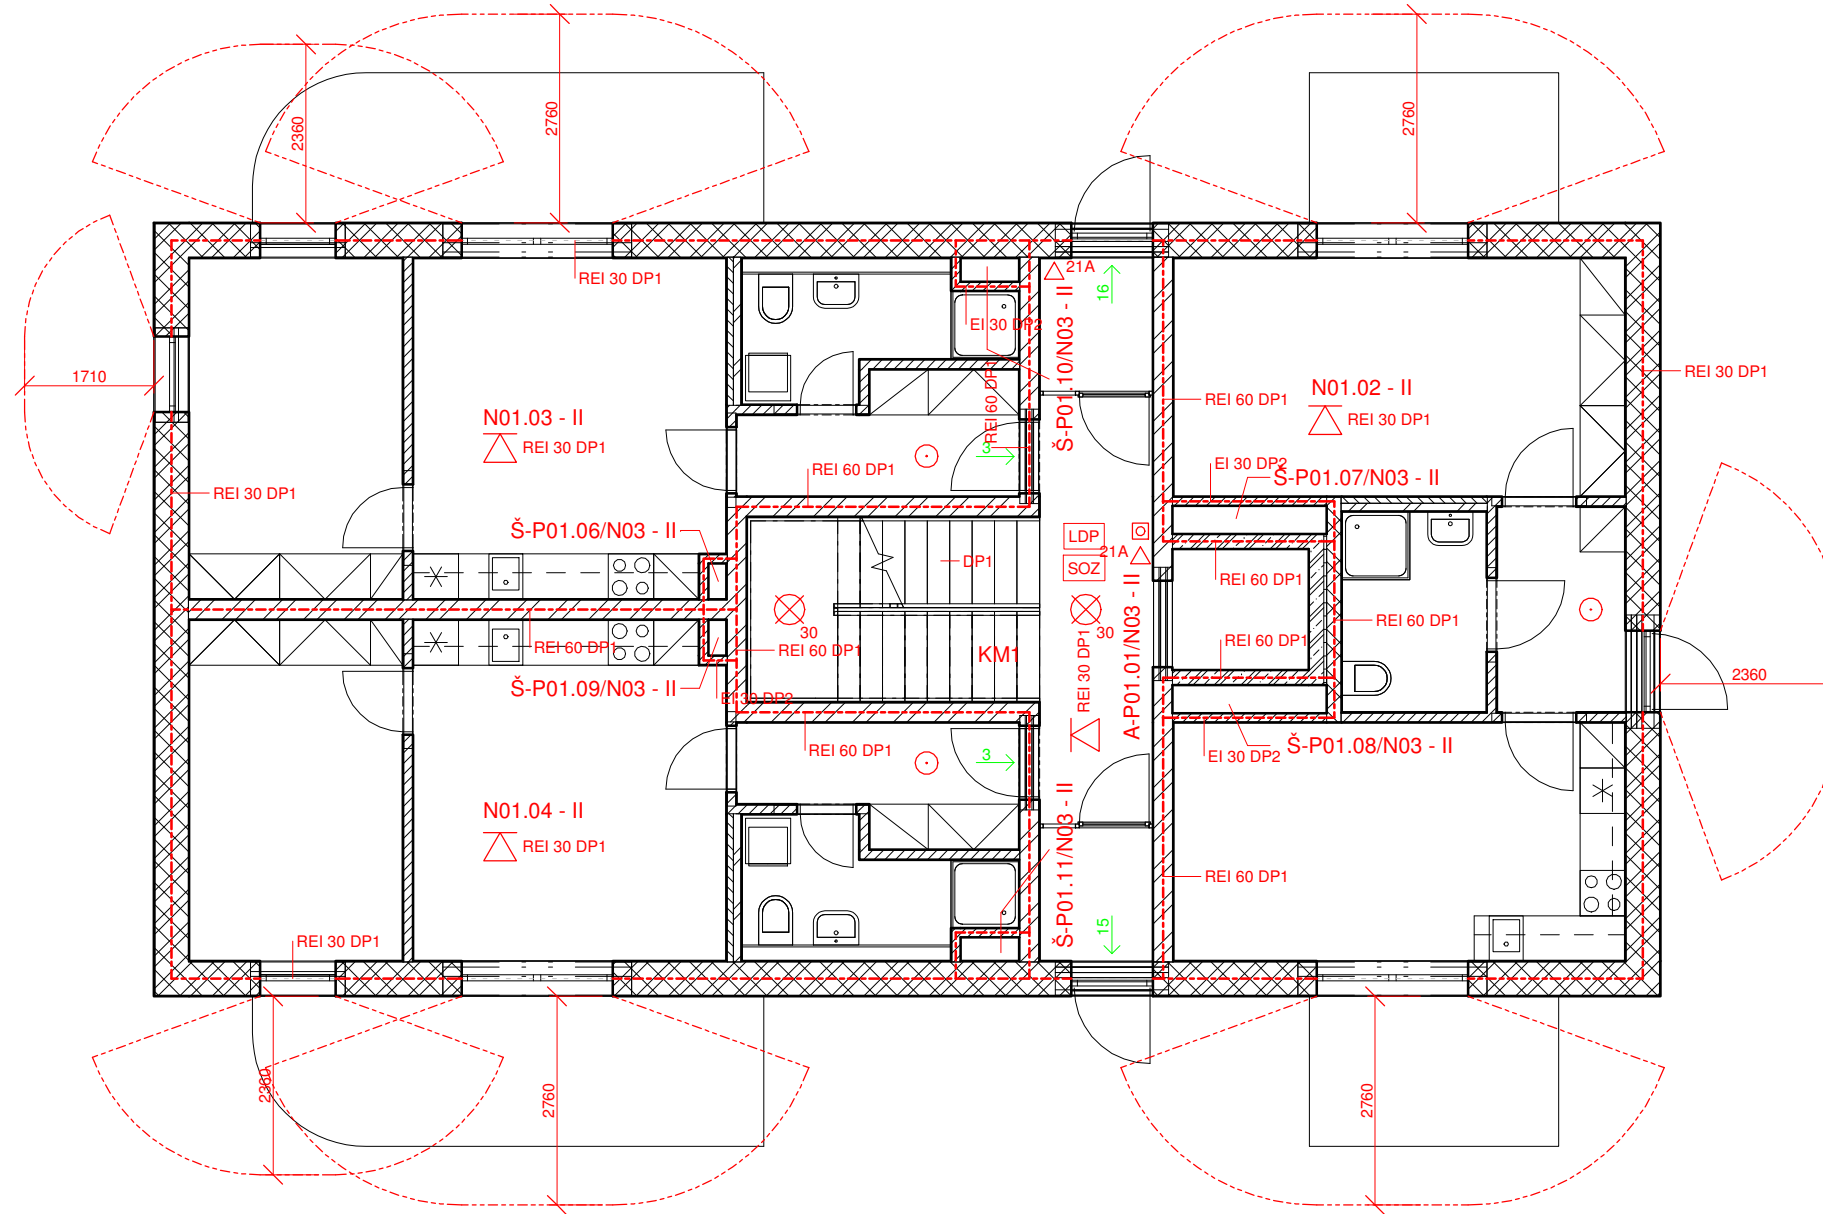 2360
2760
2760
1710
REI 30 DP1
21A
16
EI 30 DP2
Š-P01.10/N03 - II
REI 60 DP1
N01.03 - II
REI 30 DP1
REI 30 DP1
REI 60 DP1
3
REI 60 DP1
N01.02 - II
REI 30 DP1
REI 30 DP1
EI 30 DP2
Š-P01.07/N03 - II
Š-P01.06/N03 - II
LDP
21A
SOZ
DP1
30
30
KM1
REI 30 DP1
A-P01.01/N03 - II
REI 60 DP1
REI 60 DP1
REI 60 DP1
REI 60 DP1
REI 60 DP1
Š-P01.09/N03 - II
EI 30 DP2
2360
REI 60 DP1
3
EI 30 DP2
Š-P01.08/N03 - II
N01.04 - II
REI 30 DP1
Š-P01.11/N03 - II
REI 60 DP1
15
REI 30 DP1
2360
2760
2760